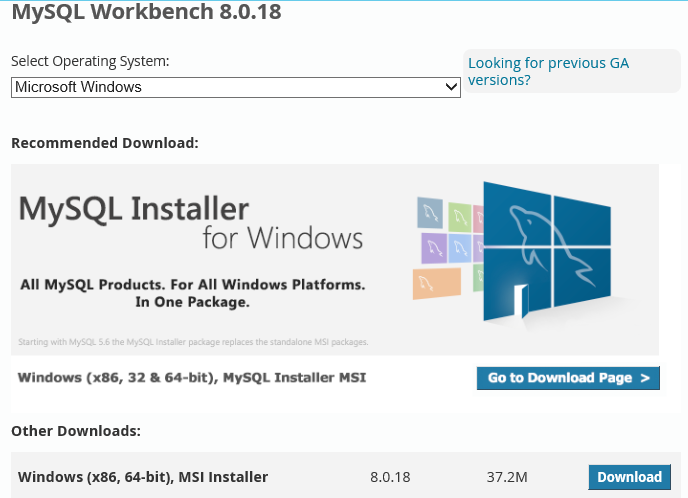 MySQL Workbench 8.0.18
Select Operating System:
Looking for previous GA
versions?
Microsoft Windows
Recommended Download:
MySQL Installer
for Windows
All MySQL Products. For All Windows Platforms.
In One Package.
Starting with MySQL 5.6 the MySQL Installer package replaces the standalone MSI packages.
Windows (x86, 32 & 64-bit), MySQL Installer MSI
Go to Download Page >
Other Downloads:
Windows (x86, 64-bit), MSI Installer 8.0.18 37.2M Download